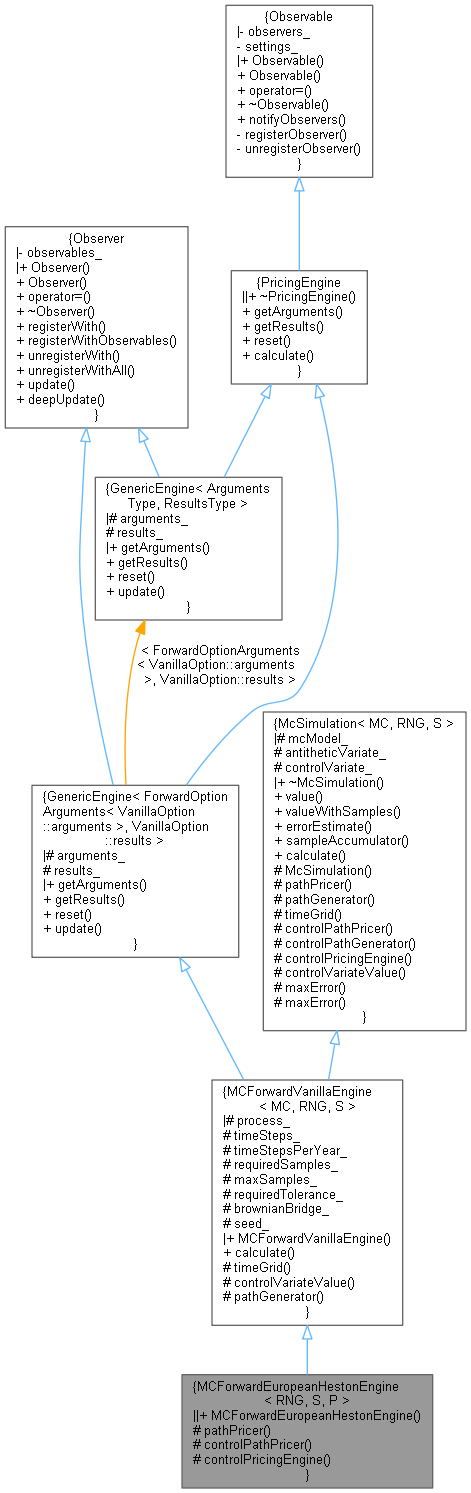 {Observable
|- observers_
- settings_
|+ Observable()
+ Observable()
+ operator=()
+ ~Observable()
+ notifyObservers()
- registerObserver()
- unregisterObserver()
}
{Observer
|- observables_
|+ Observer()
+ Observer()
+ operator=()
+ ~Observer()
+ registerWith()
+ registerWithObservables()
+ unregisterWith()
+ unregisterWithAll()
+ update()
+ deepUpdate()
}
{PricingEngine
||+ ~PricingEngine()
+ getArguments()
+ getResults()
+ reset()
+ calculate()
}
{GenericEngine< Arguments
Type, ResultsType >
|# arguments_
# results_
|+ getArguments()
+ getResults()
+ reset()
+ update()
}
< ForwardOptionArguments
< VanillaOption::arguments
>, VanillaOption::results >
{McSimulation< MC, RNG, S >
|# mcModel_
# antitheticVariate_
# controlVariate_
|+ ~McSimulation()
+ value()
+ valueWithSamples()
+ errorEstimate()
+ sampleAccumulator()
+ calculate()
# McSimulation()
# pathPricer()
# pathGenerator()
# timeGrid()
# controlPathPricer()
# controlPathGenerator()
# controlPricingEngine()
# controlVariateValue()
# maxError()
# maxError()
}
{GenericEngine< ForwardOption
Arguments< VanillaOption
::arguments >, VanillaOption
::results >
|# arguments_
# results_
|+ getArguments()
+ getResults()
+ reset()
+ update()
}
{MCForwardVanillaEngine
< MC, RNG, S >
|# process_
# timeSteps_
# timeStepsPerYear_
# requiredSamples_
# maxSamples_
# requiredTolerance_
# brownianBridge_
# seed_
|+ MCForwardVanillaEngine()
+ calculate()
# timeGrid()
# controlVariateValue()
# pathGenerator()
}
{MCForwardEuropeanHestonEngine
< RNG, S, P >
||+ MCForwardEuropeanHestonEngine()
# pathPricer()
# controlPathPricer()
# controlPricingEngine()
}